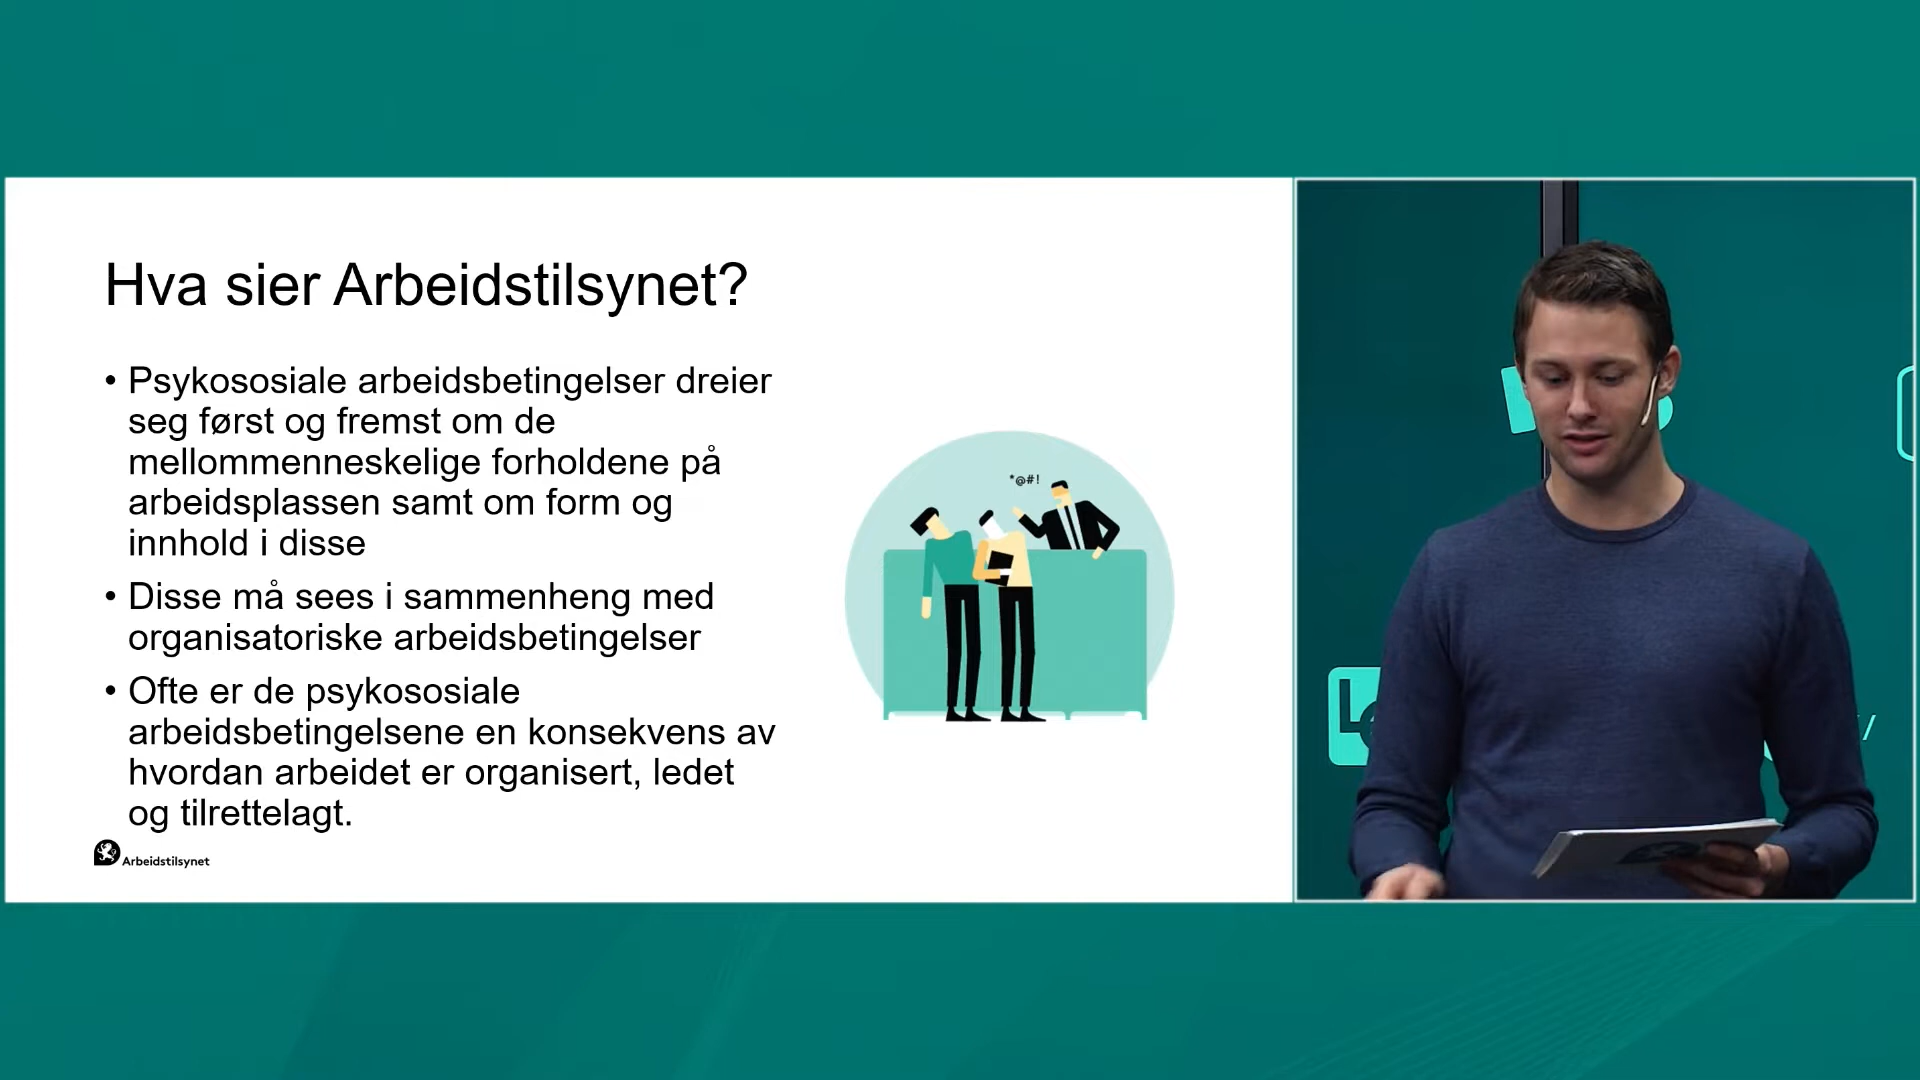 Hva sier Arbeidstilsynet?
• Psykososiale arbeidsbetingelser dreier
seg først og fremst om de
mellommenneskelige forholdene på
arbeidsplassen samt om form og
innhold i disse
• Disse må sees i sammenheng med
organisatoriske arbeidsbetingelser
• Ofte er de psykososiale
arbeidsbetingelsene en konsekvens av
hvordan arbeidet er organisert, ledet
og tilrettelagt.
*@#!
Arbeidstilsynet